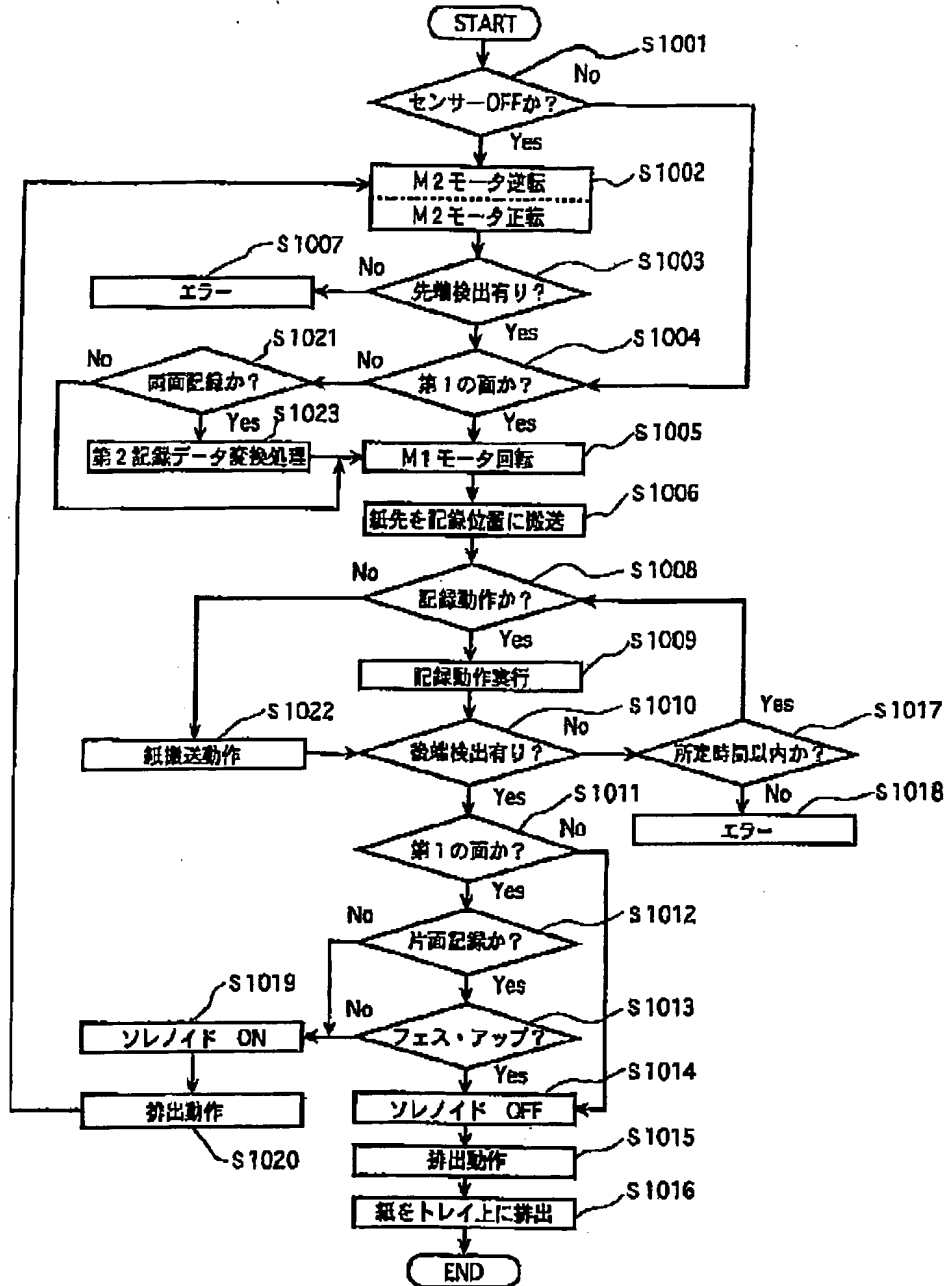 START
S1001
No
センサーOFFか?
Yes
M2モータ逆転
S1002
M2モータ正転
S1007
No
S1003
エラー
先端検出有り?
Yes
S1021
No
No
S1004
両面記録か?
第1の面か?
Yes
S1023
Yes
S1005
第2記録データ変換処理
M1モータ回転
S1006
紙先を記録位置に搬送
No
S1008
記録動作か?
Yes
S1009
記録動作実行
S1022
S1010
No
Yes
S1017
紙搬送動作
後端検出有り?
所定時間以内か?
Yes
S1011
No
No
S1018
エラー
第1の面か?
Yes
No
S1012
片面記録か?
S1019
No
Yes
S1013
ソレノイド ON
フェス・アップ?
Yes
S1014
排出動作
ソレノイド OFF
S1020
S1015
排出動作
S1016
紙をトレイ上に排出
END